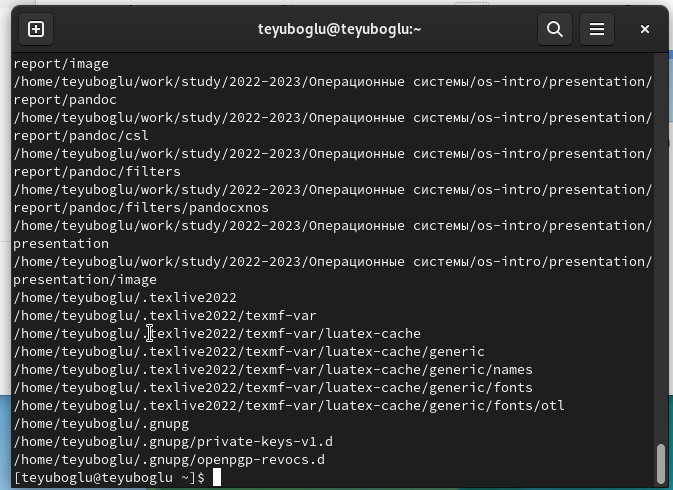 teyuboglu@teyuboglu:~
report/image
/home/teyuboglu/work/study/2022-2023/Операционные системы/os-intro/presentation/
report/pandoc
/home/teyuboglu/work/study/2022-2023/Операционные системы/os-intro/presentation/
report/pandoc/csl
/home/teyuboglu/work/study/2022-2023/Операционные системы/os-intro/presentation/
report/pandoc/filters
/home/teyuboglu/work/study/2022-2023/Операционные системы/os-intro/presentation/
report/pandoc/filters/pandocxnos
/home/teyuboglu/work/study/2022-2023/Операционные системы/os-intro/presentation/
presentation
/home/teyuboglu/work/study/2022-2023/Операционные системы/os-intro/presentation/
presentation/image
/home/teyuboglu/.texlive2022
/home/teyuboglu/.texlive2022/texmf-var
/home/teyuboglu/.texlive2022/texmf-var/luatex-cache
/home/teyuboglu/.texlive2022/texmf-var/luatex-cache/generic
/home/teyuboglu/.texlive2022/texmf-var/luatex-cache/generic/names
/home/teyuboglu/.texlive2022/texmf-var/luatex-cache/generic/fonts
/home/teyuboglu/.texlive2022/texmf-var/luatex-cache/generic/fonts/otl
/home/teyuboglu/.gnupg
/home/teyuboglu/.gnupg/private-keys-v1.d
/home/teyuboglu/.gnupg/openpgp-revocs.d
[teyuboglu@teyuboglu ~]$